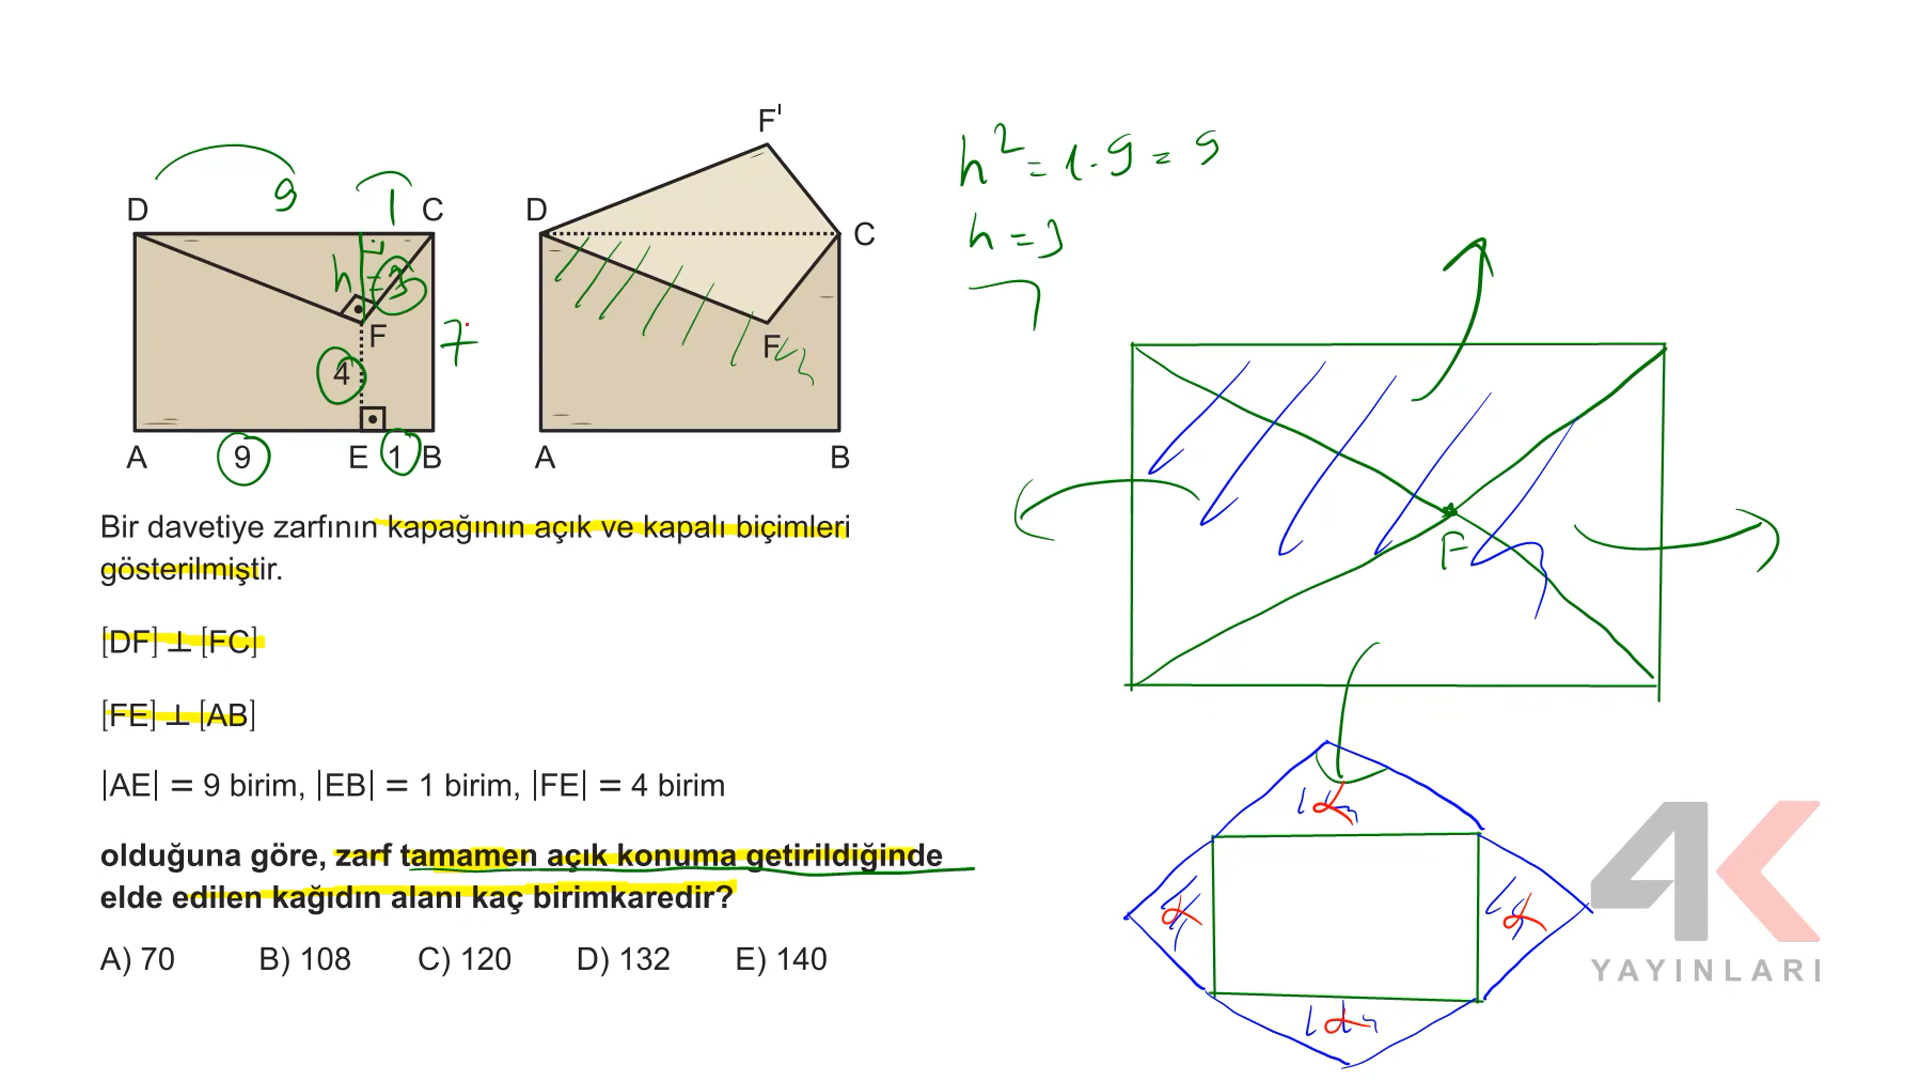 F'
h² = 1·9 = 9
9
1
D
C
D
C
h = 3
h
=3
F
7
F
4
F
A
9
E
1
B
A
B
Bir davetiye zarfının kapağının açık ve kapalı biçimleri
gösterilmiştir.
[DF] ⊥ [FC]
[FE] ⊥ [AB]
|AE| = 9 birim, |EB| = 1 birim, |FE| = 4 birim
olduğuna göre, zarf tamamen açık konuma getirildiğinde
elde edilen kağıdın alanı kaç birimkaredir?
A) 70 B) 108 C) 120 D) 132 E) 140
4K
YAYINLARI